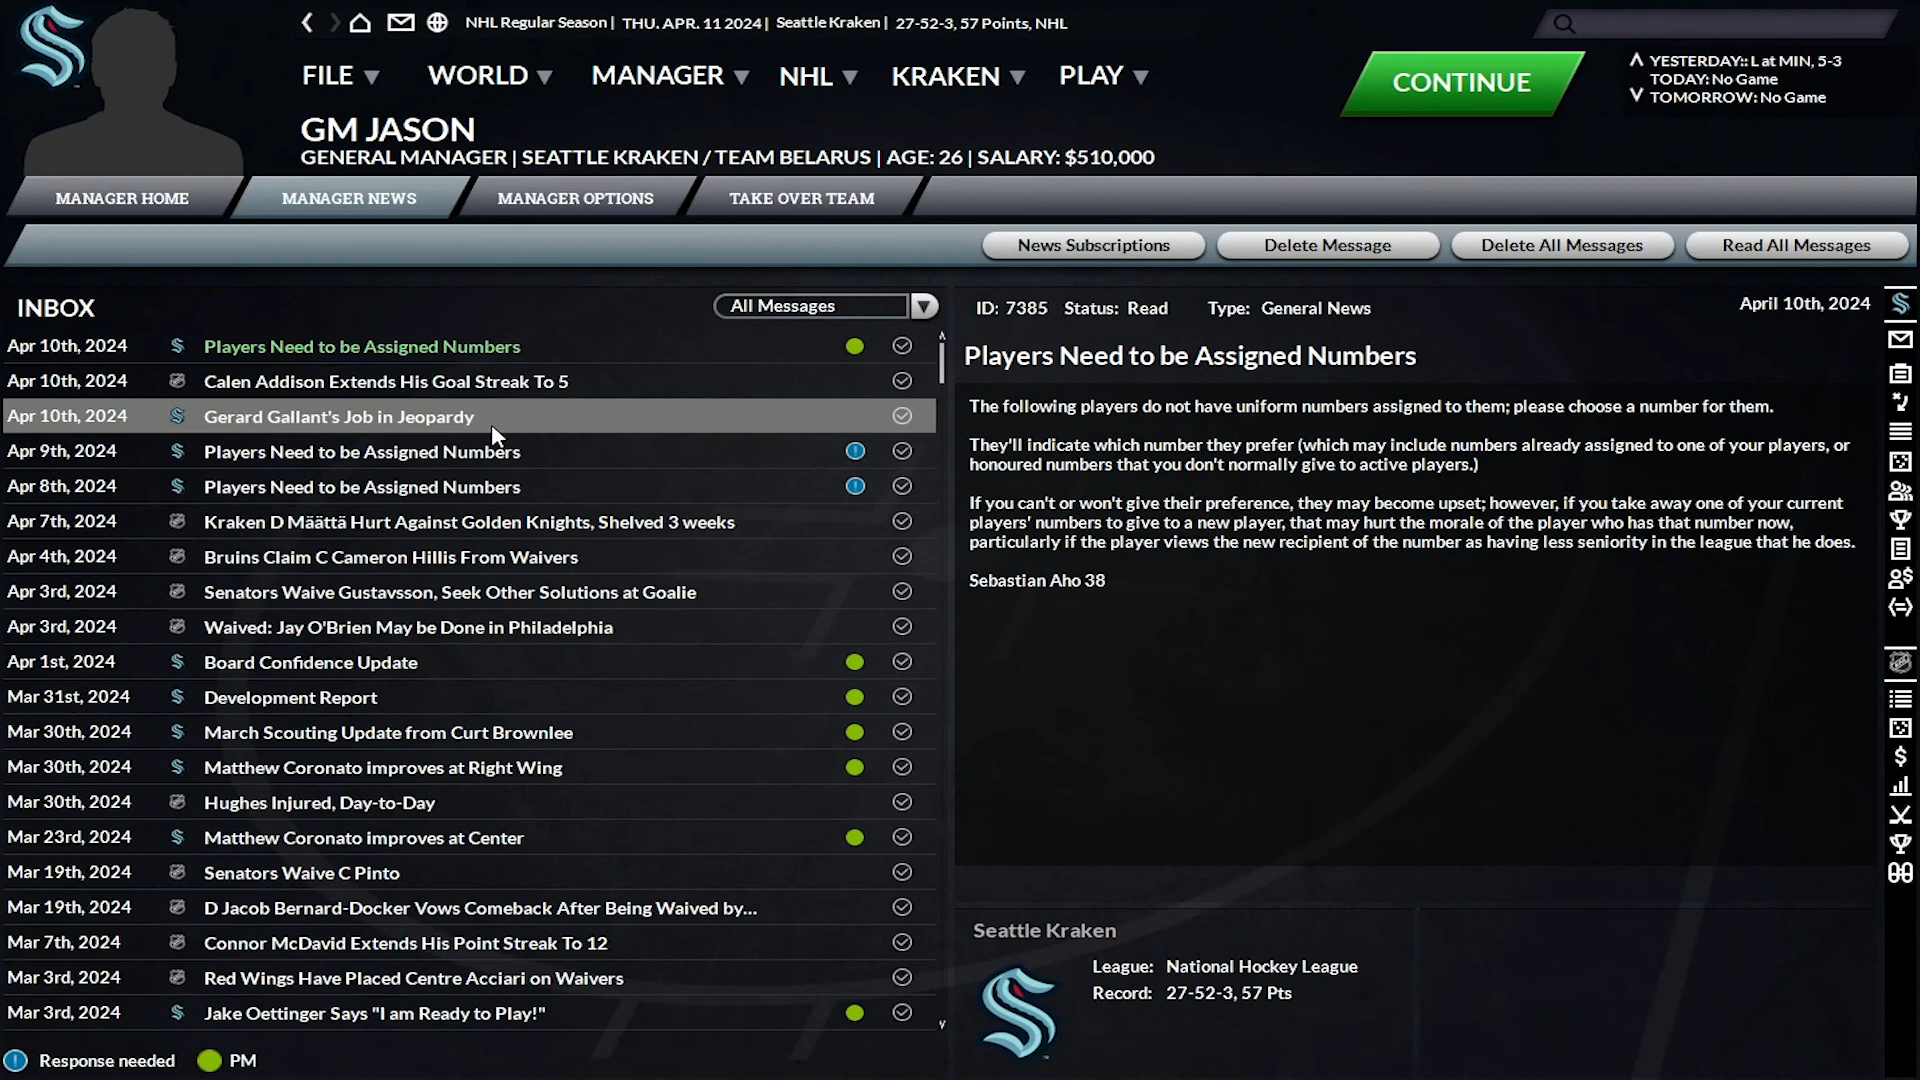 NHL Regular Season | THU. APR. 11 2024 | Seattle Kraken | 27-52-3, 57 Points, NHL
FILE WORLD MANAGER NHL KRAKEN PLAY
CONTINUE
YESTERDAY:: L at MIN, 5-3
TODAY: No Game
TOMORROW: No Game
GM JASON
GENERAL MANAGER | SEATTLE KRAKEN / TEAM BELARUS | AGE: 26 | SALARY: $510,000
MANAGER HOME MANAGER NEWS MANAGER OPTIONS TAKE OVER TEAM
News Subscriptions Delete Message Delete All Messages Read All Messages
INBOX All Messages
Apr 10th, 2024 Players Need to be Assigned Numbers
Apr 10th, 2024 Calen Addison Extends His Goal Streak To 5
Apr 10th, 2024 Gerard Gallant's Job in Jeopardy
Apr 9th, 2024 Players Need to be Assigned Numbers
Apr 8th, 2024 Players Need to be Assigned Numbers
Apr 7th, 2024 Kraken D Määttä Hurt Against Golden Knights, Shelved 3 weeks
Apr 4th, 2024 Bruins Claim C Cameron Hillis From Waivers
Apr 3rd, 2024 Senators Waive Gustavsson, Seek Other Solutions at Goalie
Apr 3rd, 2024 Waived: Jay O'Brien May be Done in Philadelphia
Apr 1st, 2024 Board Confidence Update
Mar 31st, 2024 Development Report
Mar 30th, 2024 March Scouting Update from Curt Brownlee
Mar 30th, 2024 Matthew Coronato improves at Right Wing
Mar 30th, 2024 Hughes Injured, Day-to-Day
Mar 23rd, 2024 Matthew Coronato improves at Center
Mar 19th, 2024 Senators Waive C Pinto
Mar 19th, 2024 D Jacob Bernard-Docker Vows Comeback After Being Waived by...
Mar 7th, 2024 Connor McDavid Extends His Point Streak To 12
Mar 3rd, 2024 Red Wings Have Placed Centre Acciari on Waivers
Mar 3rd, 2024 Jake Oettinger Says "I am Ready to Play!"
Response needed PM
ID: 7385 Status: Read Type: General News April 10th, 2024
Players Need to be Assigned Numbers
The following players do not have uniform numbers assigned to them; please choose a number for them.
They'll indicate which number they prefer (which may include numbers already assigned to one of your players, or
honoured numbers that you don't normally give to active players.)
If you can't or won't give their preference, they may become upset; however, if you take away one of your current
players' numbers to give to a new player, that may hurt the morale of the player who has that number now,
particularly if the player views the new recipient of the number as having less seniority in the league that he does.
Sebastian Aho 38
Seattle Kraken
League: National Hockey League
Record: 27-52-3, 57 Pts